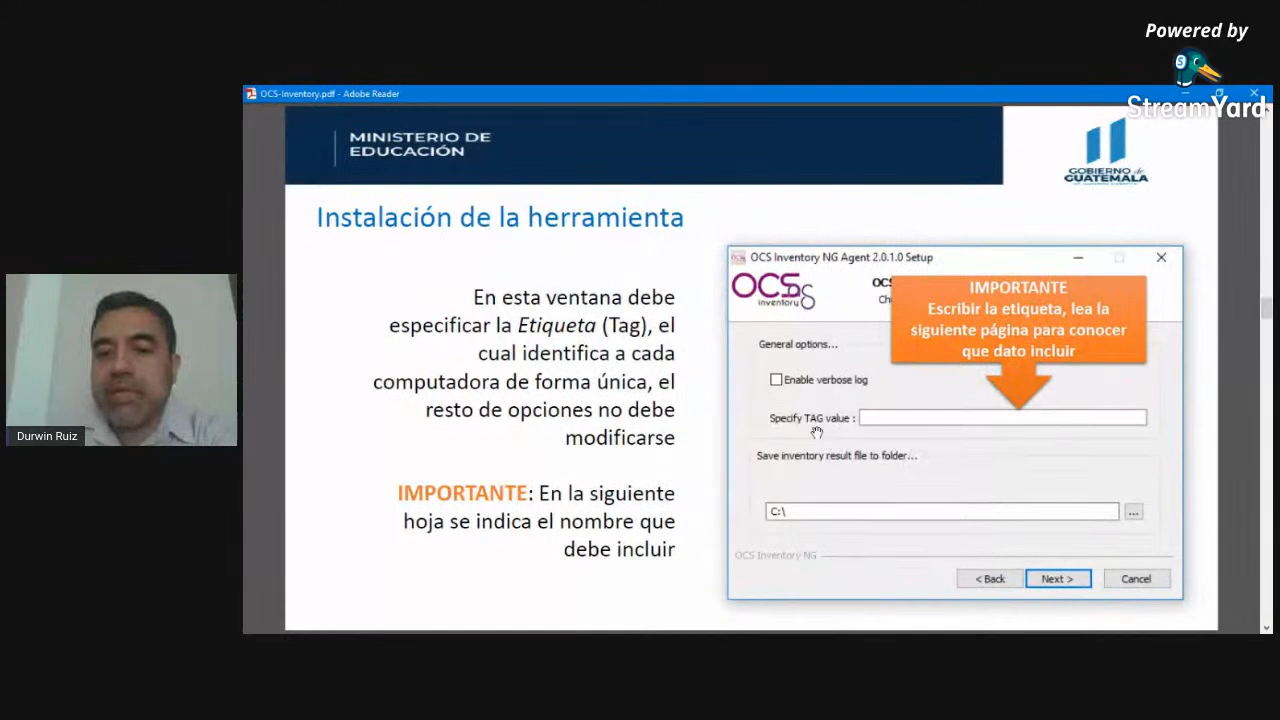 Powered by
StreamYard
OCS-Inventory.pdf - Adobe Reader
MINISTERIO DE
EDUCACIÓN
GOBIERNO de
GUATEMALA
Instalación de la herramienta
En esta ventana debe
especificar la Etiqueta (Tag), el
cual identifica a cada
computadora de forma única, el
resto de opciones no debe
modificarse
IMPORTANTE: En la siguiente
hoja se indica el nombre que
debe incluir
OCS Inventory NG Agent 2.0.1.0 Setup
OCS
inventory
IMPORTANTE
Escribir la etiqueta, lea la
siguiente página para conocer
que dato incluir
General options...
Enable verbose log
Specify TAG value :
Save inventory result file to folder...
C:\
...
OCS Inventory NG
< Back
Next >
Cancel
Durwin Ruiz